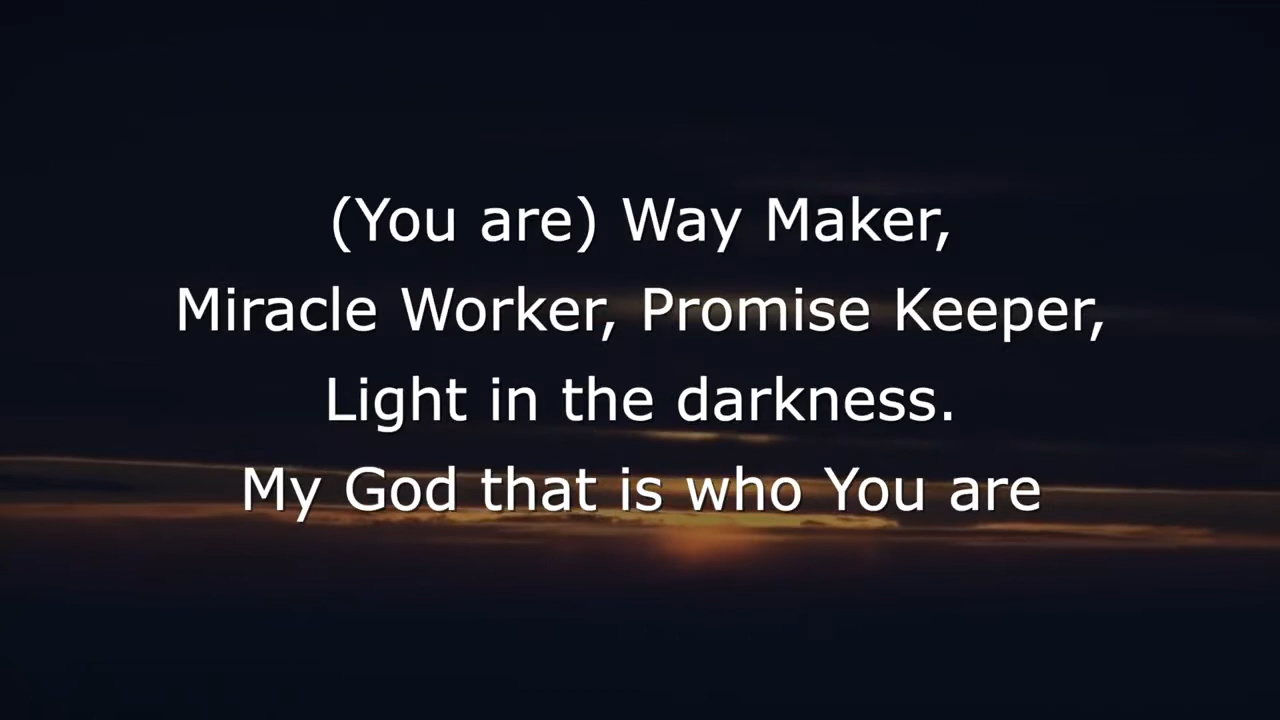 (You are) Way Maker,
Miracle Worker, Promise Keeper,
Light in the darkness.
My God that is who You are